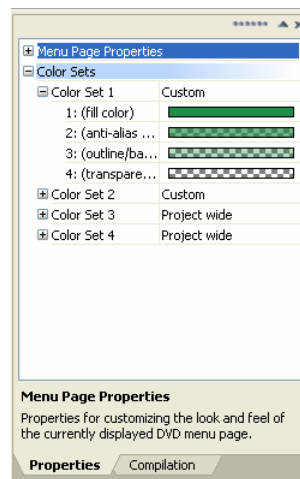 Menu Page Properties
Color Sets
Color Set 1 Custom
1: (fill color)
2: (anti-alias ...
3: (outline/ba...
4: (transpare...
Color Set 2 Custom
Color Set 3 Project wide
Color Set 4 Project wide
Menu Page Properties
Properties for customizing the look and feel of
the currently displayed DVD menu page.
Properties Compilation